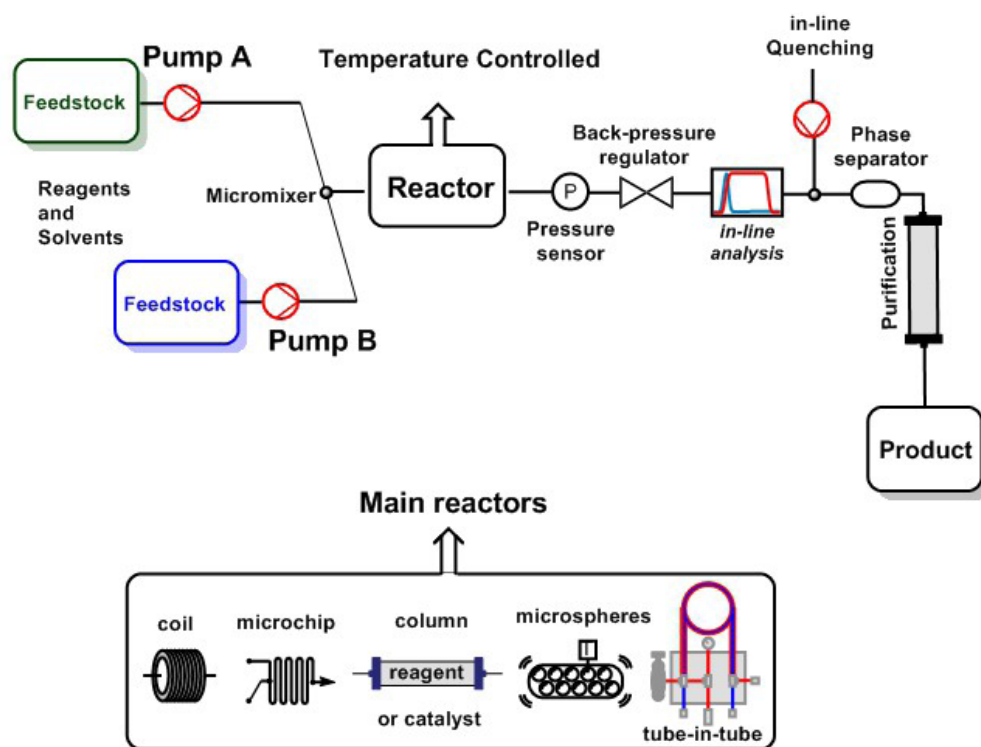 Pump A
Feedstock
Reagents
and
Solvents
Feedstock
Pump B
Micromixer
Temperature Controlled
Reactor
P
Pressure
sensor
Back-pressure
regulator
in-line
analysis
in-line
Quenching
Phase
separator
Purification
Product
Main reactors
coil
microchip
column
reagent
or catalyst
microspheres
tube-in-tube